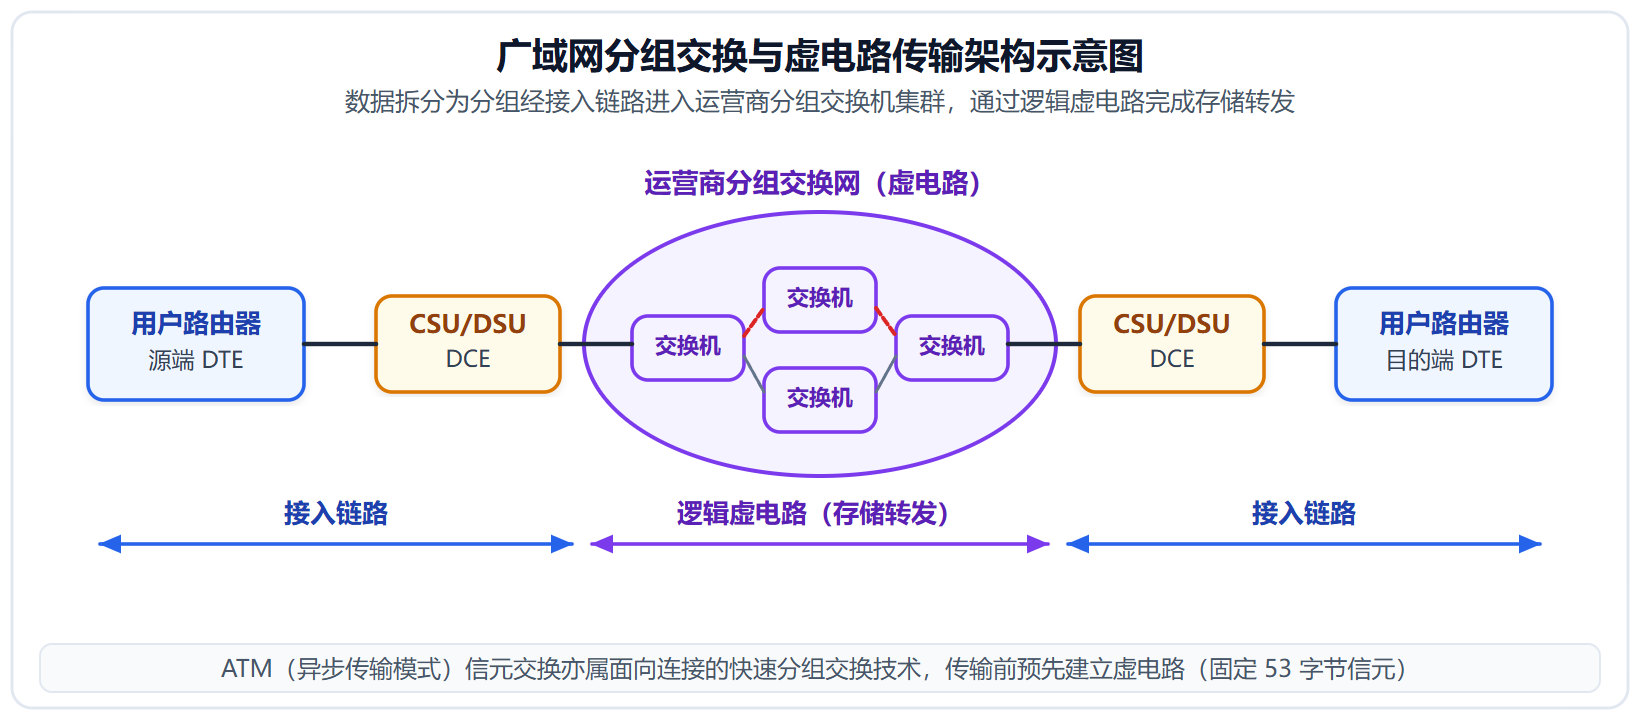 广域网分组交换与虚电路传输架构示意图
数据拆分为分组经接入链路进入运营商分组交换机集群，通过逻辑虚电路完成存储转发
运营商分组交换网（虚电路）
用户路由器
源端 DTE
CSU/DSU
DCE
交换机
交换机
交换机
交换机
CSU/DSU
DCE
用户路由器
目的端 DTE
接入链路
逻辑虚电路（存储转发）
接入链路
ATM（异步传输模式）信元交换亦属面向连接的快速分组交换技术，传输前预先建立虚电路（固定 53 字节信元）